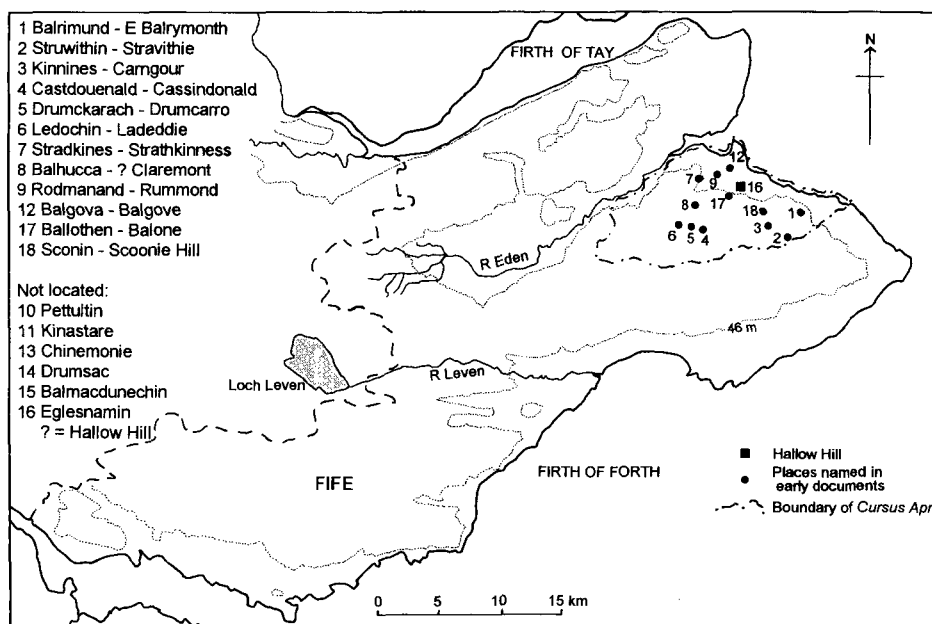 1 Balrimund - E Balrymonth
2 Struwithin - Stravithie
3 Kinnines - Carngour
4 Castdouenald - Cassindonald
5 Drumckarach - Drumcarro
6 Ledochin - Ladeddie
7 Stradkines - Strathkinness
8 Balhucca - ? Claremont
9 Rodmanand - Rummond
12 Balgova - Balgove
17 Ballothen - Balone
18 Sconin - Scoonie Hill
Not located:
10 Pettultin
11 Kinastare
13 Chinemonie
14 Drumsac
15 Balmacdunechin
16 Eglesnamin
? = Hallow Hill
FIRTH OF TAY
N
12
7
9
16
17
8
18
1
3
6
5
4
2
R Eden
46 m
Loch Leven
R Leven
FIFE
FIRTH OF FORTH
Hallow Hill
Places named in
early documents
Boundary of Cursus Apr
0 5 10 15 km